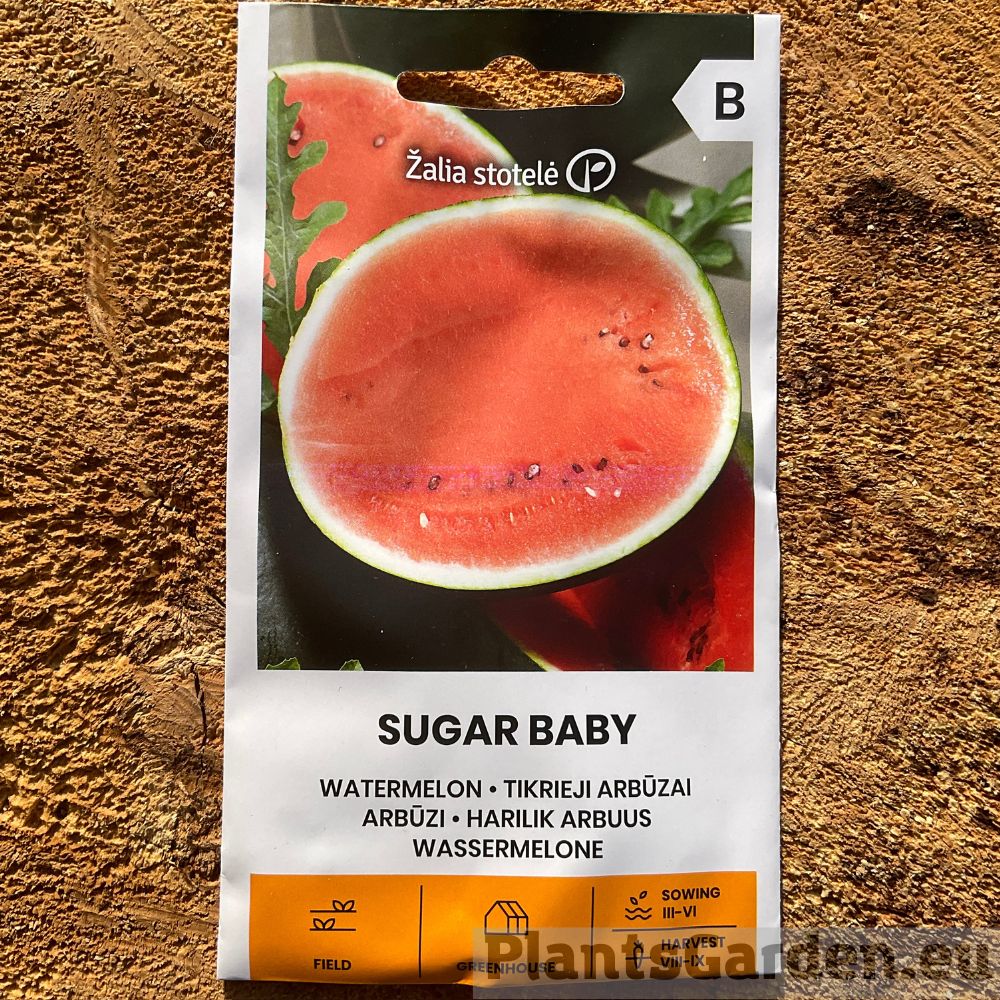 B
Žalia stotelė
SUGAR BABY
WATERMELON • TIKRIEJI ARBŪZAI
ARBŪZI • HARILIK ARBUUS
WASSERMELONE
FIELD
GREENHOUSE
SOWING
III-VI
HARVEST
VIII-IX
PlantsGarden.eu